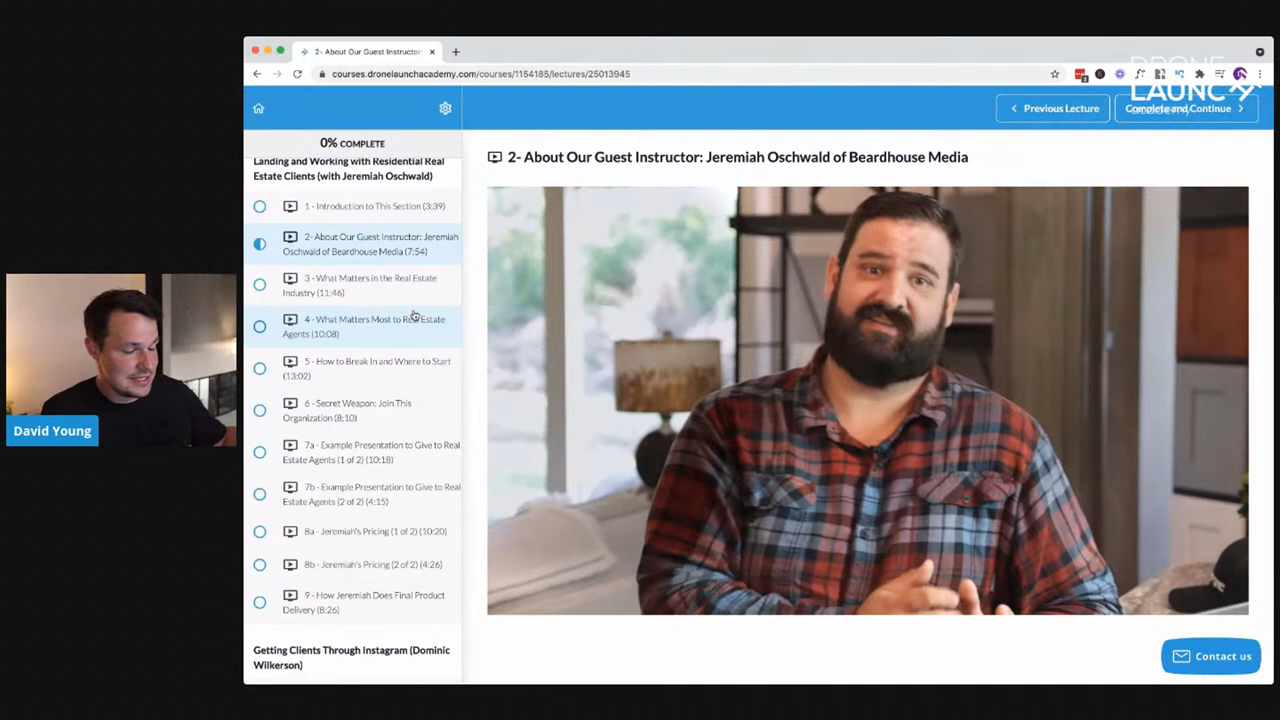 2- About Our Guest Instructor:
courses.dronelaunchacademy.com/courses/1154185/lectures/25013945
DRONE
LAUNCH
ACADEMY
Previous Lecture
Complete and Continue
0% COMPLETE
Landing and Working with Residential Real
Estate Clients (with Jeremiah Oschwald)
1 - Introduction to This Section (3:39)
2- About Our Guest Instructor: Jeremiah
Oschwald of Beardhouse Media (7:54)
3 - What Matters in the Real Estate
Industry (11:46)
4 - What Matters Most to Real Estate
Agents (10:08)
5 - How to Break In and Where to Start
(13:02)
6 - Secret Weapon: Join This
Organization (8:10)
7a - Example Presentation to Give to Real
Estate Agents (1 of 2) (10:18)
7b - Example Presentation to Give to Real
Estate Agents (2 of 2) (4:15)
8a - Jeremiah's Pricing (1 of 2) (10:20)
8b - Jeremiah's Pricing (2 of 2) (4:26)
9 - How Jeremiah Does Final Product
Delivery (8:26)
Getting Clients Through Instagram (Dominic
Wilkerson)
2- About Our Guest Instructor: Jeremiah Oschwald of Beardhouse Media
David Young
Contact us